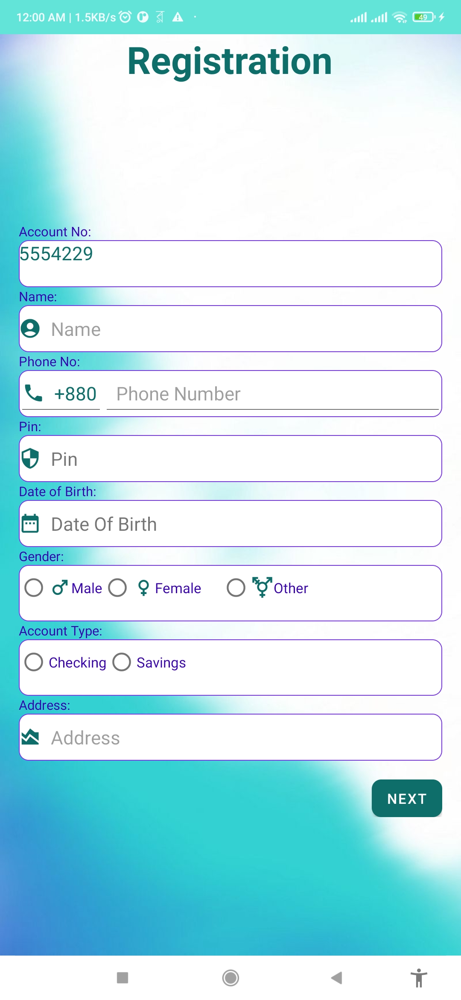 12:00 AM | 1.5KB/s 49
Registration
Account No:
5554229
Name:
Name
Phone No:
+880 Phone Number
Pin:
Pin
Date of Birth:
Date Of Birth
Gender:
Male Female Other
Account Type:
Checking Savings
Address:
Address
NEXT